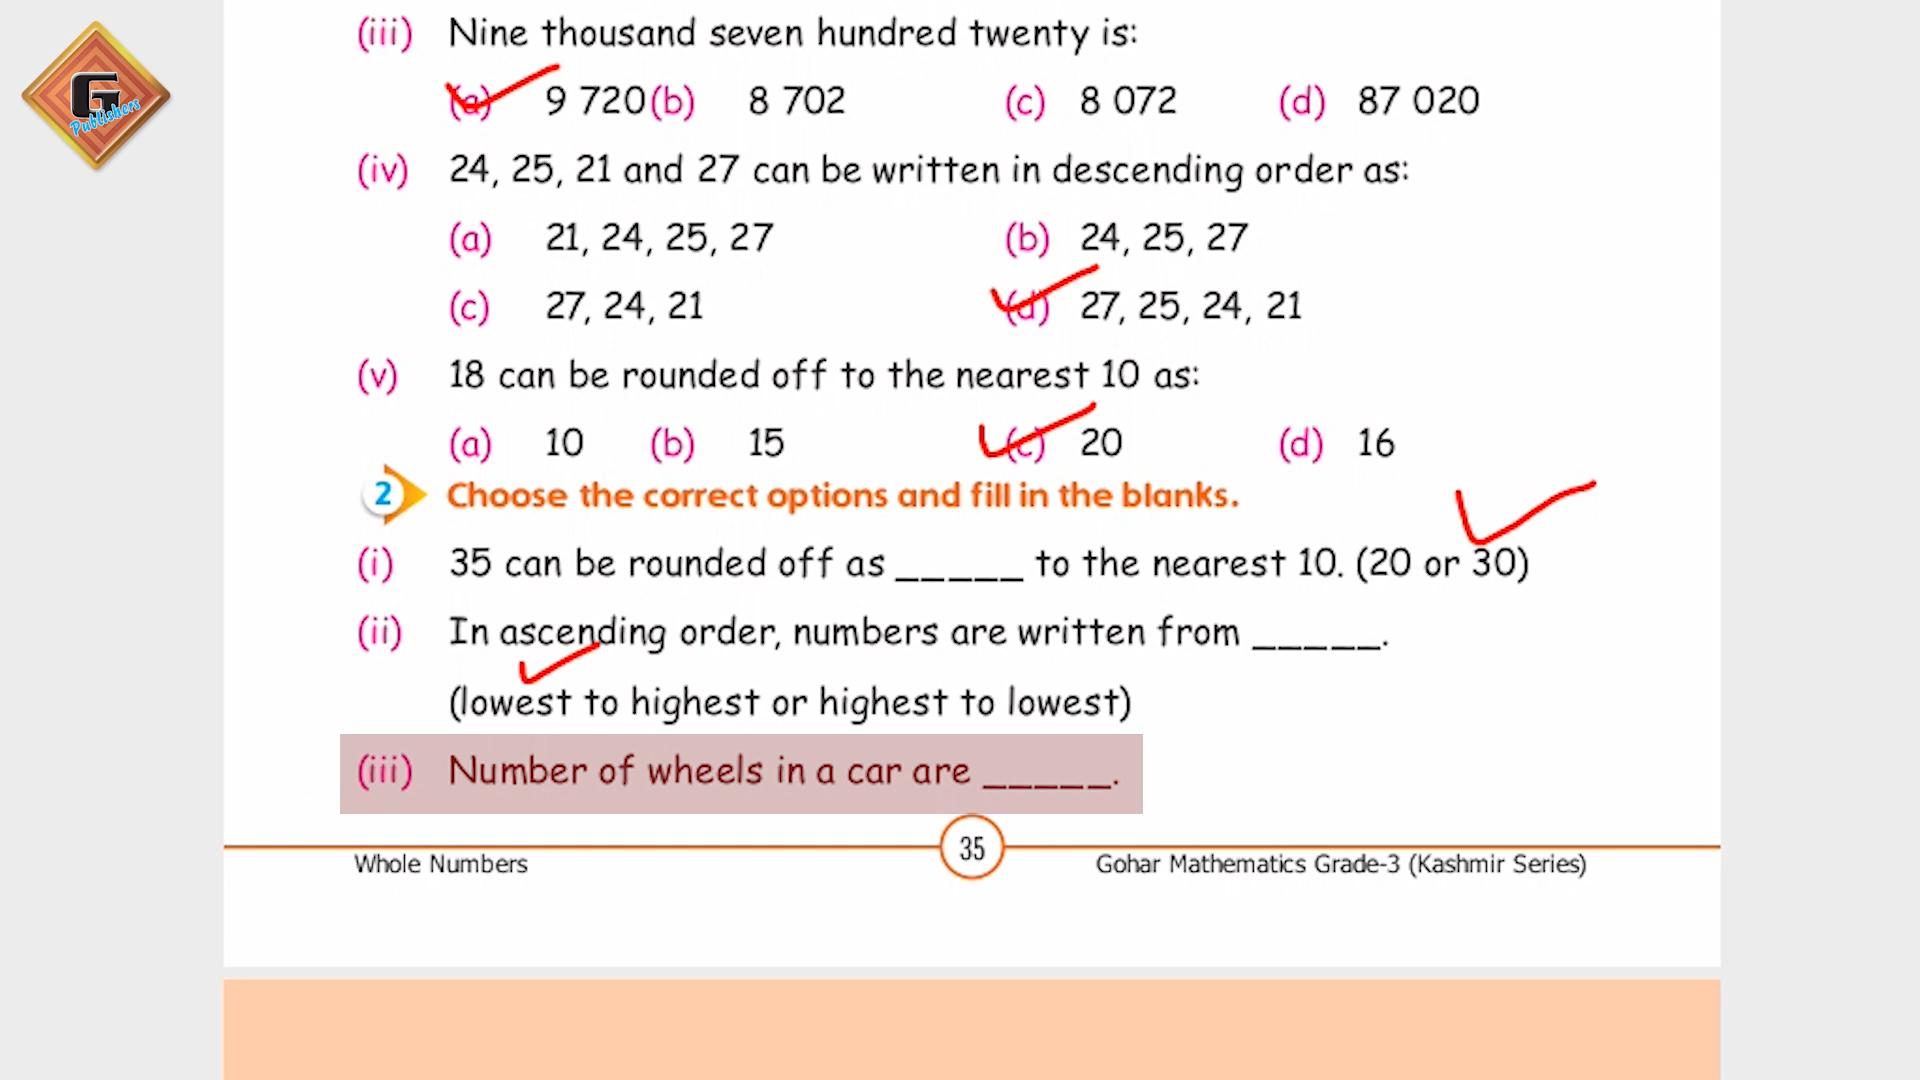 G
Publishers
(iii) Nine thousand seven hundred twenty is:
(a) 9 720 (b) 8 702 (c) 8 072 (d) 87 020
(iv) 24, 25, 21 and 27 can be written in descending order as:
(a) 21, 24, 25, 27 (b) 24, 25, 27
(c) 27, 24, 21 (d) 27, 25, 24, 21
(v) 18 can be rounded off to the nearest 10 as:
(a) 10 (b) 15 (c) 20 (d) 16
2 Choose the correct options and fill in the blanks.
(i) 35 can be rounded off as _____ to the nearest 10. (20 or 30)
(ii) In ascending order, numbers are written from _____.
(lowest to highest or highest to lowest)
(iii) Number of wheels in a car are _____.
Whole Numbers 35 Gohar Mathematics Grade-3 (Kashmir Series)